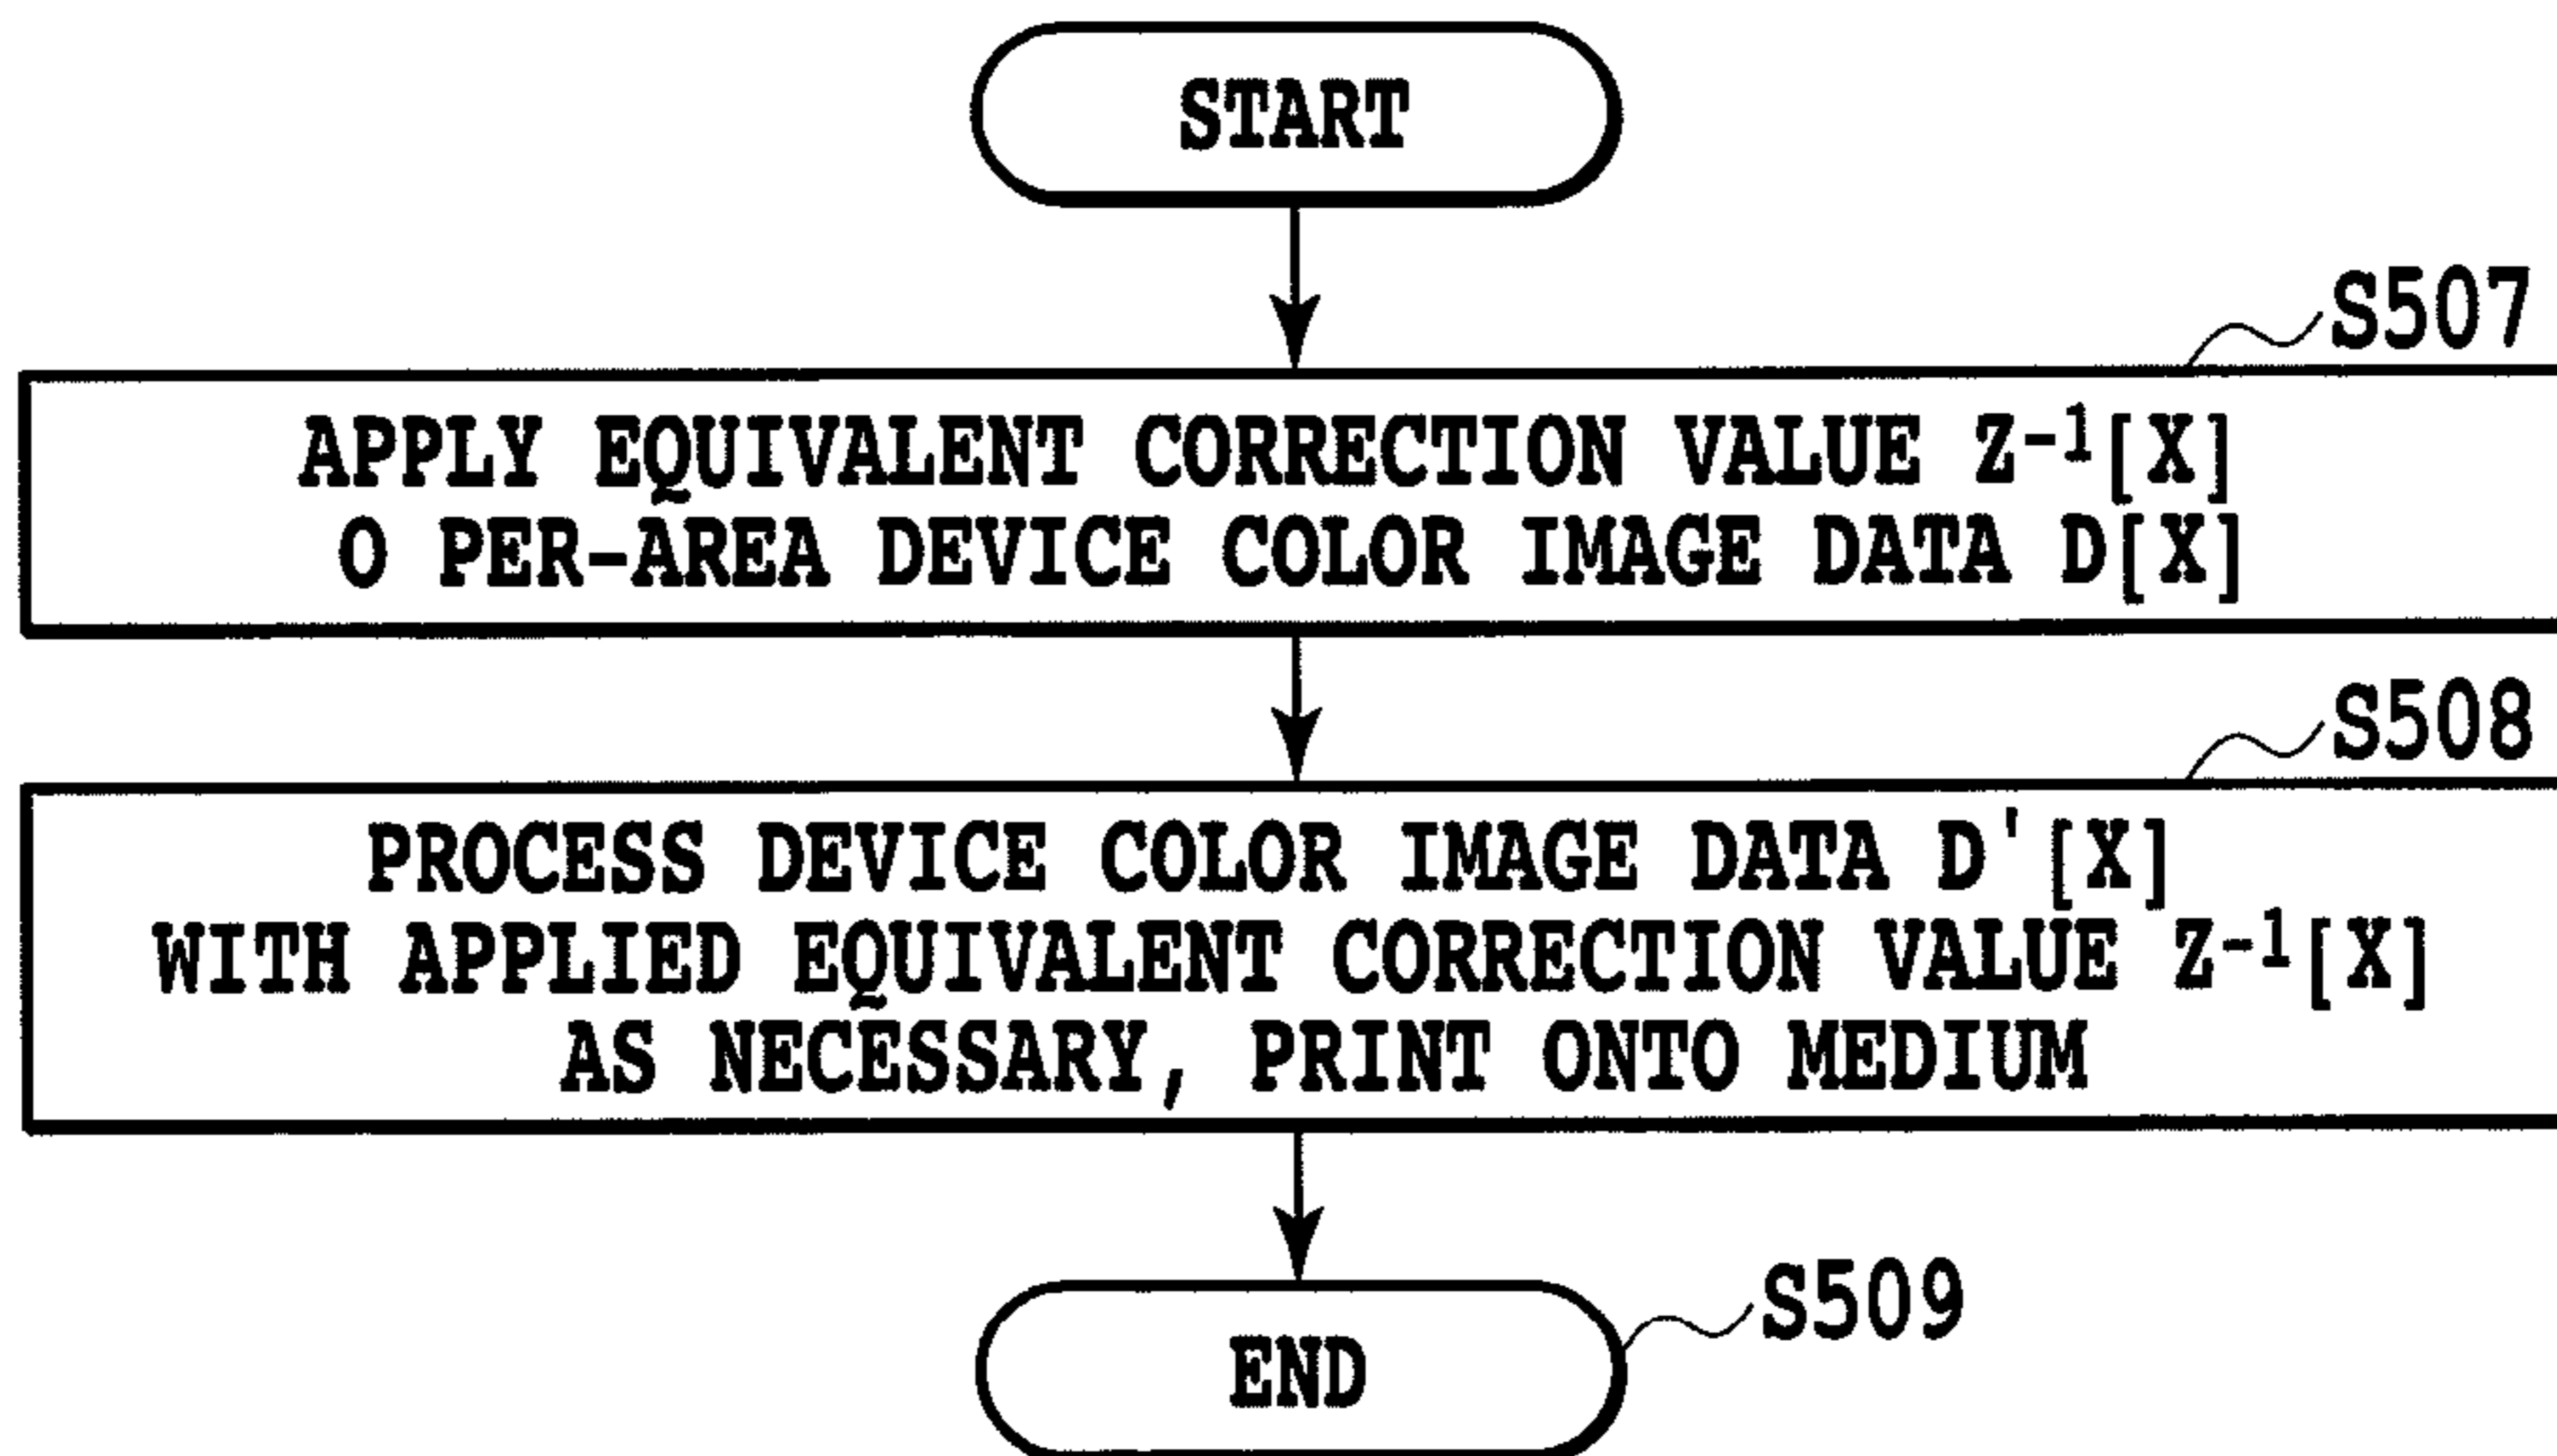 START
S507
APPLY EQUIVALENT CORRECTION VALUE Z⁻¹[X]
O PER-AREA DEVICE COLOR IMAGE DATA D[X]
S508
PROCESS DEVICE COLOR IMAGE DATA D'[X]
WITH APPLIED EQUIVALENT CORRECTION VALUE Z⁻¹[X]
AS NECESSARY, PRINT ONTO MEDIUM
END
S509